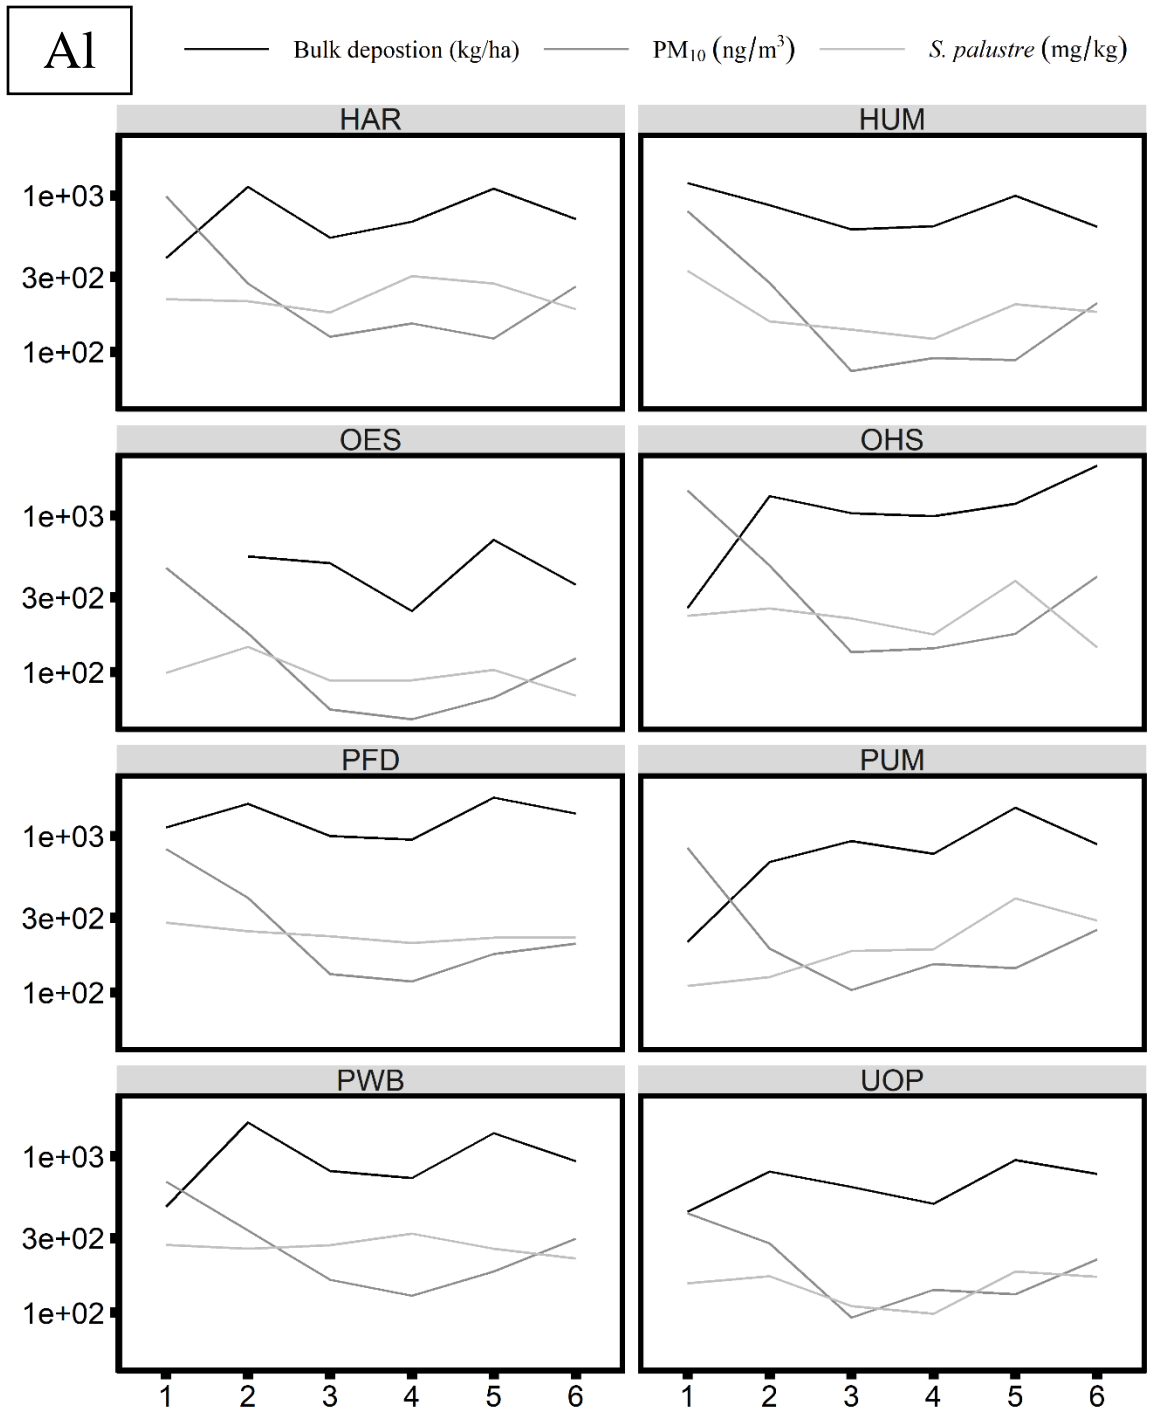 Al
Bulk depostion (kg/ha) PM₁₀ (ng/m³) S. palustre (mg/kg)
HAR HUM
1e+03
3e+02
1e+02
OES OHS
1e+03
3e+02
1e+02
PFD PUM
1e+03
3e+02
1e+02
PWB UOP
1e+03
3e+02
1e+02
1 2 3 4 5 6 1 2 3 4 5 6